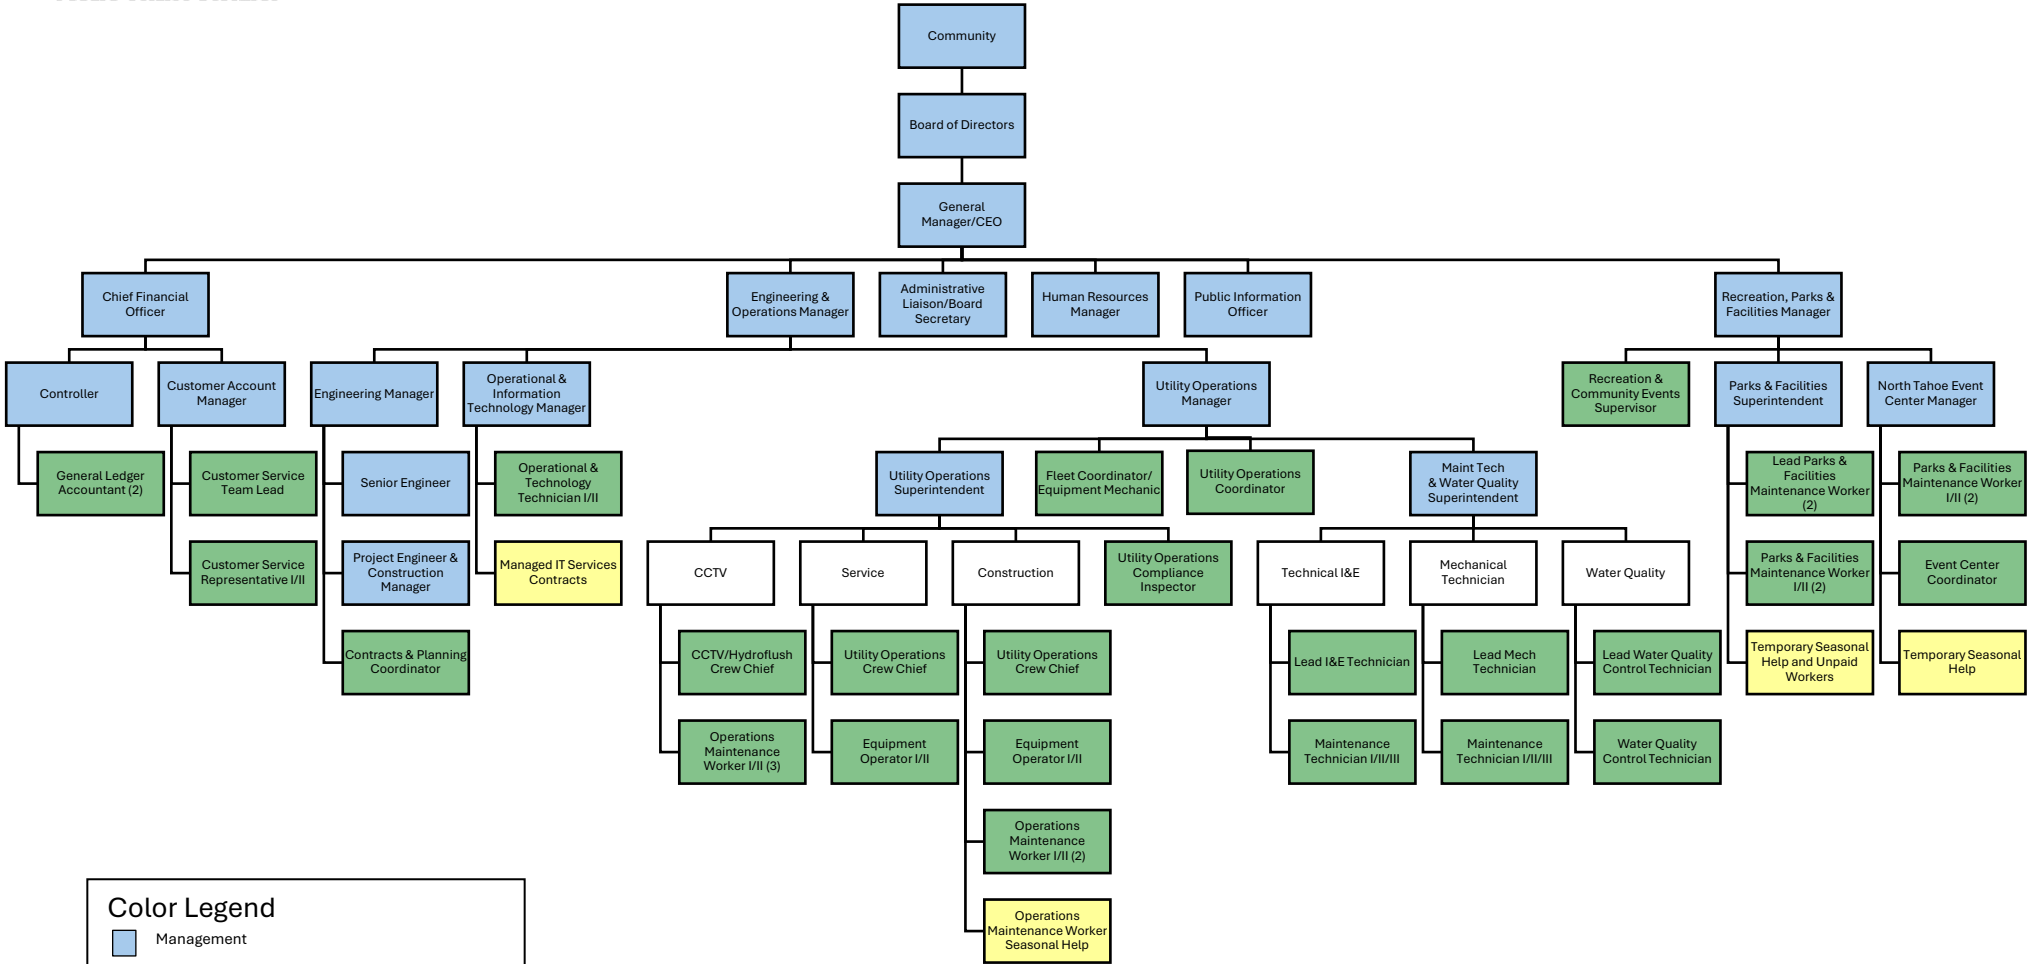 Community
Board of Directors
General
Manager/CEO
Chief Financial
Officer
Engineering &
Operations Manager
Administrative
Liaison/Board
Secretary
Human Resources
Manager
Public Information
Officer
Recreation, Parks &
Facilities Manager
Controller
Customer Account
Manager
Engineering Manager
Operational &
Information
Technology Manager
Utility Operations
Manager
Recreation &
Community Events
Supervisor
Parks & Facilities
Superintendent
North Tahoe Event
Center Manager
General Ledger
Accountant (2)
Customer Service
Team Lead
Senior Engineer
Operational &
Technology
Technician I/II
Utility Operations
Superintendent
Fleet Coordinator/
Equipment Mechanic
Utility Operations
Coordinator
Maint Tech
& Water Quality
Superintendent
Lead Parks &
Facilities
Maintenance Worker
(2)
Parks & Facilities
Maintenance Worker
I/II (2)
Customer Service
Representative I/II
Project Engineer &
Construction
Manager
Managed IT Services
Contracts
CCTV
Service
Construction
Utility Operations
Compliance
Inspector
Technical I&E
Mechanical
Technician
Water Quality
Parks & Facilities
Maintenance Worker
I/II (2)
Event Center
Coordinator
Contracts & Planning
Coordinator
CCTV/Hydroflush
Crew Chief
Utility Operations
Crew Chief
Utility Operations
Crew Chief
Lead I&E Technician
Lead Mech
Technician
Lead Water Quality
Control Technician
Temporary Seasonal
Help and Unpaid
Workers
Temporary Seasonal
Help
Operations
Maintenance
Worker I/II (3)
Equipment
Operator I/II
Equipment
Operator I/II
Maintenance
Technician I/II/III
Maintenance
Technician I/II/III
Water Quality
Control Technician
Operations
Maintenance
Worker I/II (2)
Operations
Maintenance Worker
Seasonal Help
Color Legend
Management